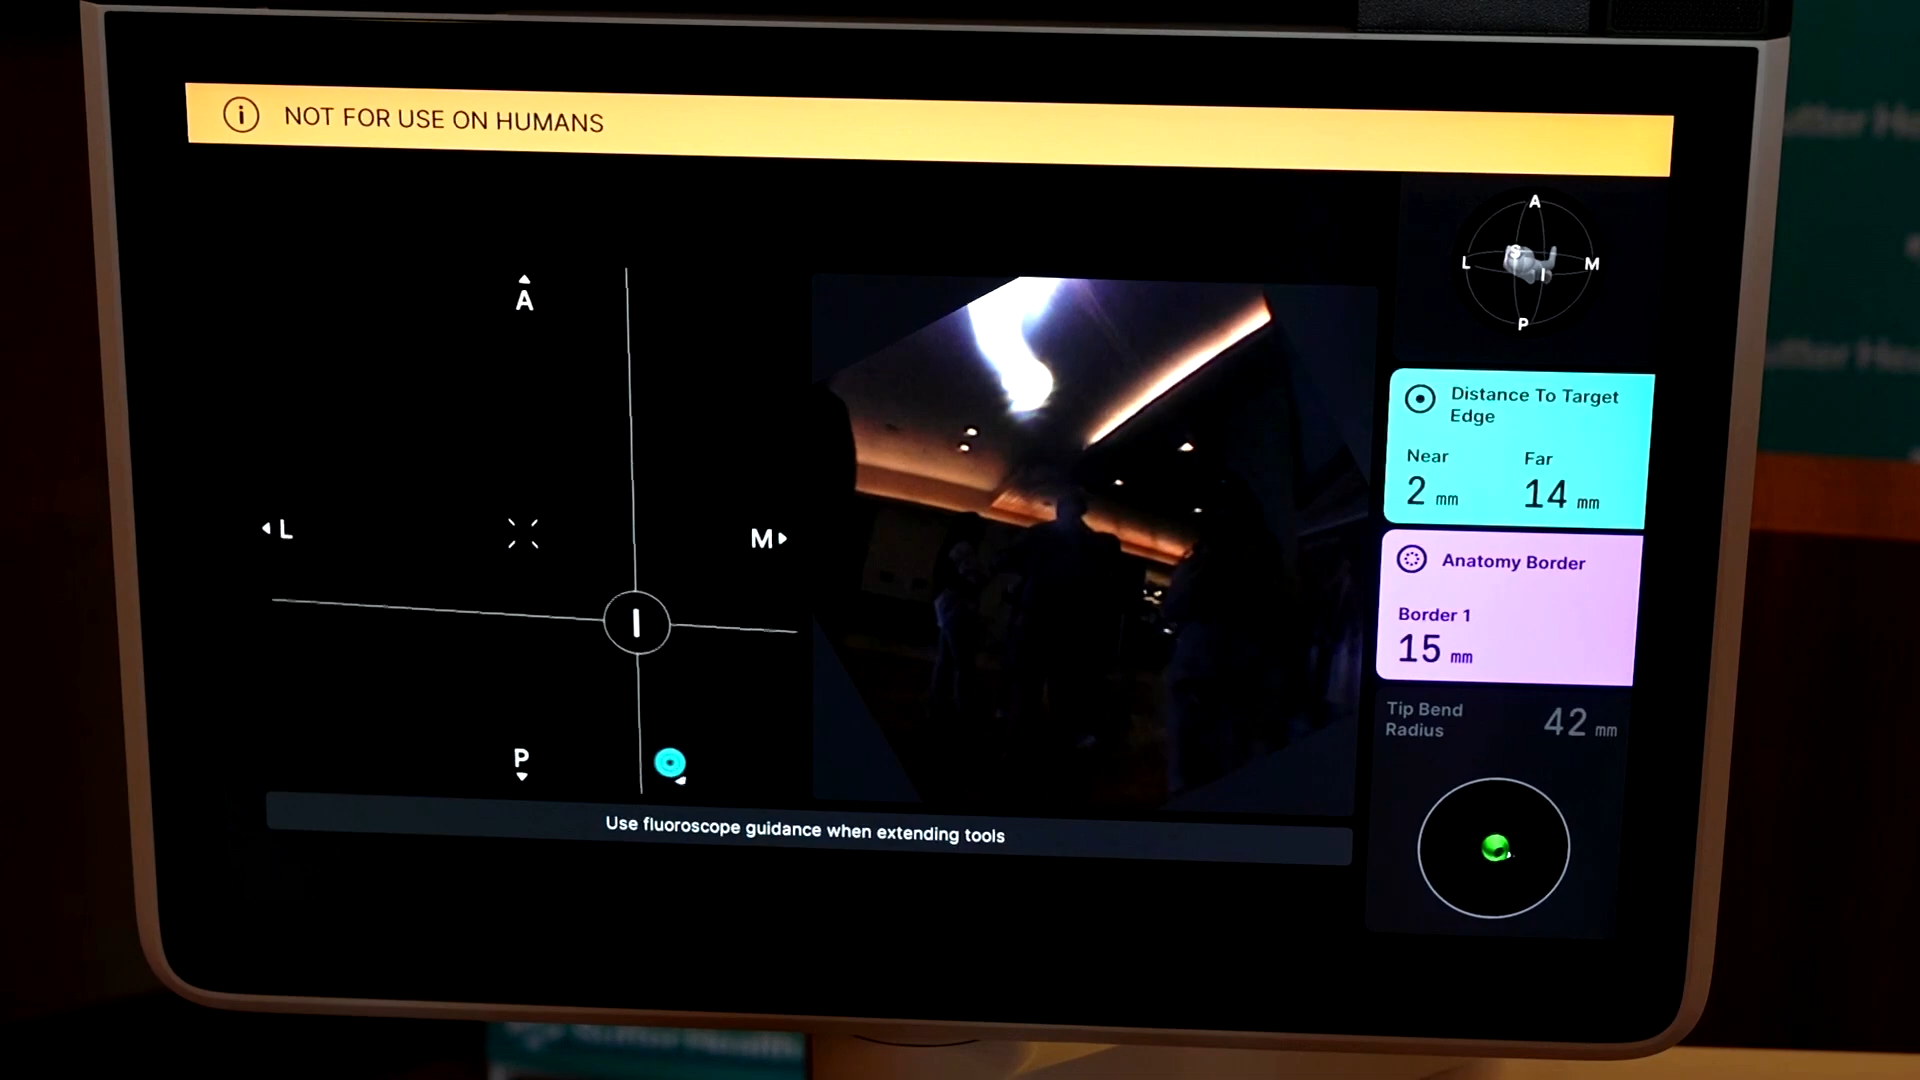 NOT FOR USE ON HUMANS
A
L
M
P
A
L
S
I
M
P
Distance To Target
Edge
Near
Far
2 mm
14 mm
Anatomy Border
Border 1
15 mm
Tip Bend
Radius
42 mm
Use fluoroscope guidance when extending tools